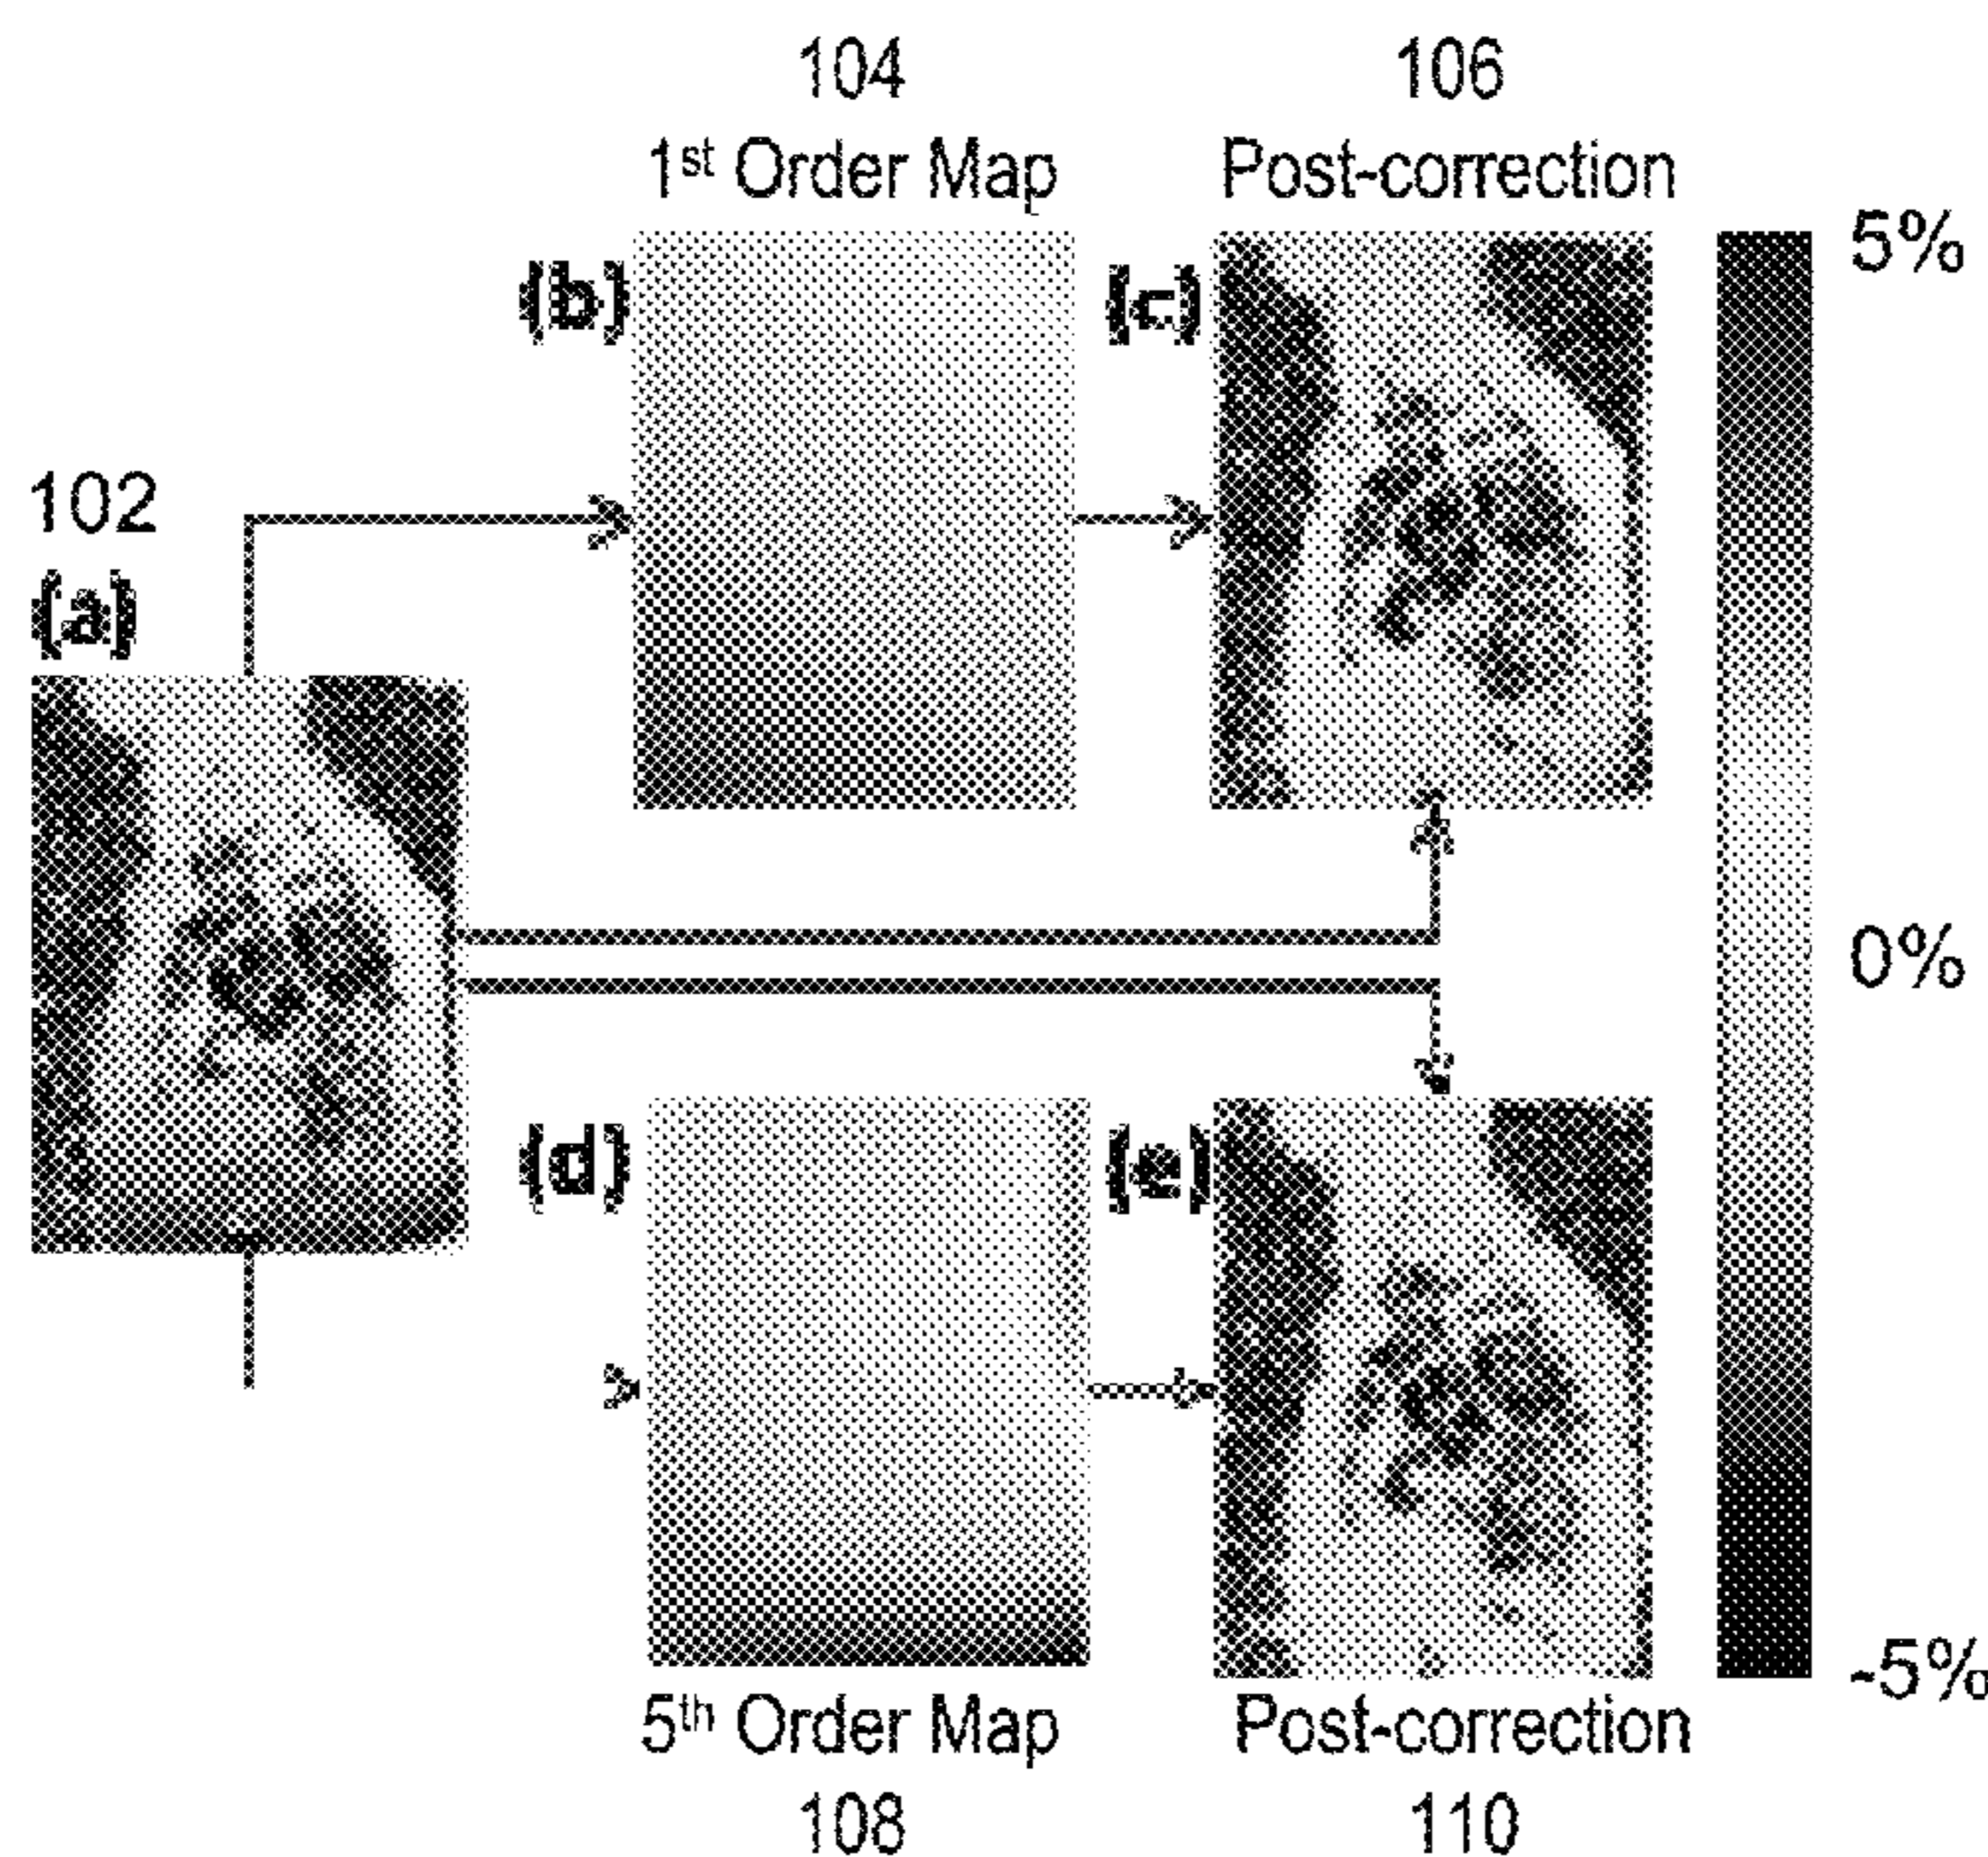 104
1st Order Map
106
Post-correction
(b)
(c)
5%
102
(a)
0%
(d)
(e)
-5%
5th Order Map
108
Post-correction
110